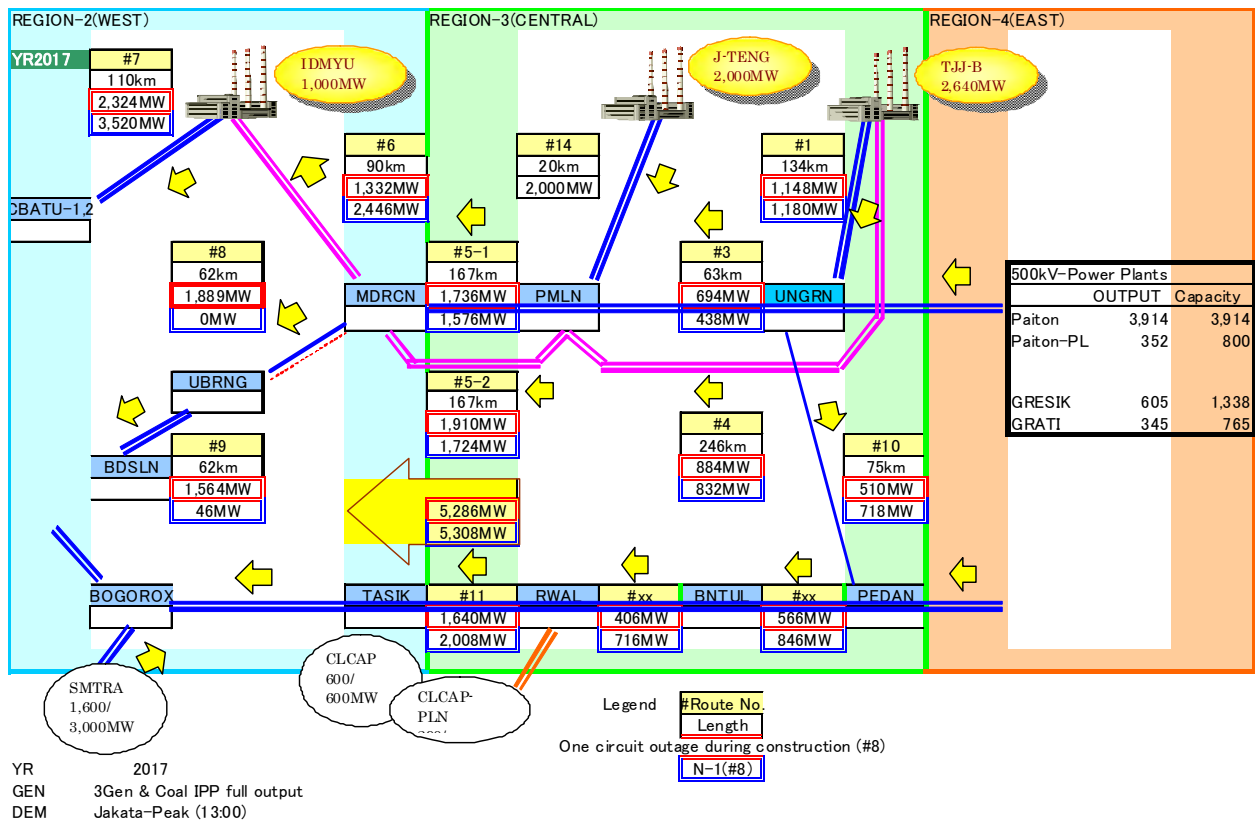 REGION-2(WEST)
REGION-3(CENTRAL)
REGION-4(EAST)
YR2017
#7
110km
2,324MW
3,520MW
IDMYU
1,000MW
J-TENG
2,000MW
TJJ-B
2,640MW
#6
90km
1,332MW
2,446MW
#14
20km
2,000MW
#1
134km
1,148MW
1,180MW
CBATU-1,2
#8
62km
1,889MW
0MW
MDRCN
#5-1
167km
1,736MW
1,576MW
PMLN
#3
63km
694MW
438MW
UNGRN
500kV-Power Plants
OUTPUT Capacity
Paiton 3,914 3,914
Paiton-PL 352 800
GRESIK 605 1,338
GRATI 345 765
UBRNG
#5-2
167km
1,910MW
1,724MW
#4
246km
884MW
832MW
#10
75km
510MW
718MW
BDSLN
#9
62km
1,564MW
46MW
5,286MW
5,308MW
BOGOROX
TASIK
#11
1,640MW
2,008MW
RWAL
#xx
406MW
716MW
BNTUL
#xx
566MW
846MW
PEDAN
SMTRA
1,600/
3,000MW
CLCAP
600/
600MW
CLCAP-
PLN
Legend
#Route No.
Length
One circuit outage during construction (#8)
N-1(#8)
YR 2017
GEN 3Gen & Coal IPP full output
DEM Jakata-Peak (13:00)